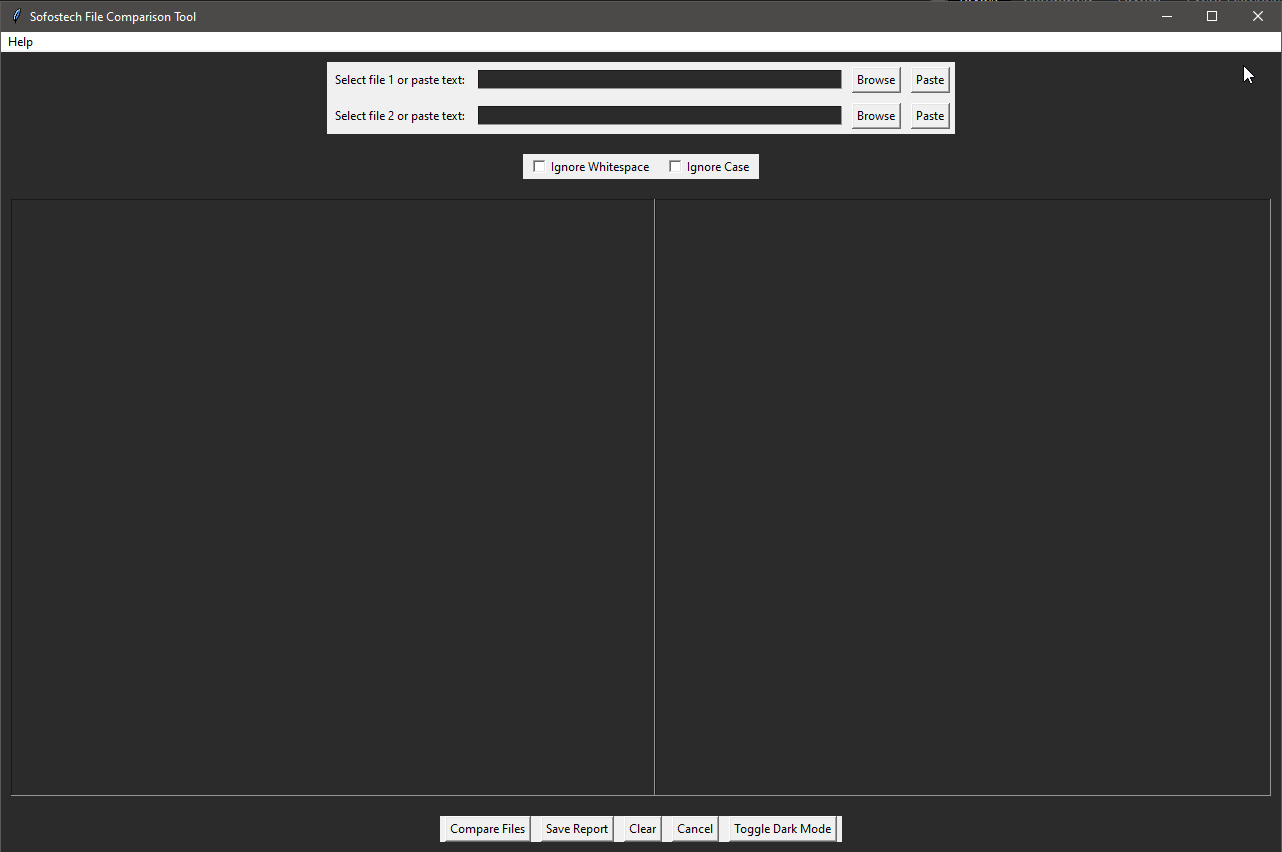 Sofostech File Comparison Tool
Help
Select file 1 or paste text: Browse Paste
Select file 2 or paste text: Browse Paste
Ignore Whitespace Ignore Case
Compare Files Save Report Clear Cancel Toggle Dark Mode